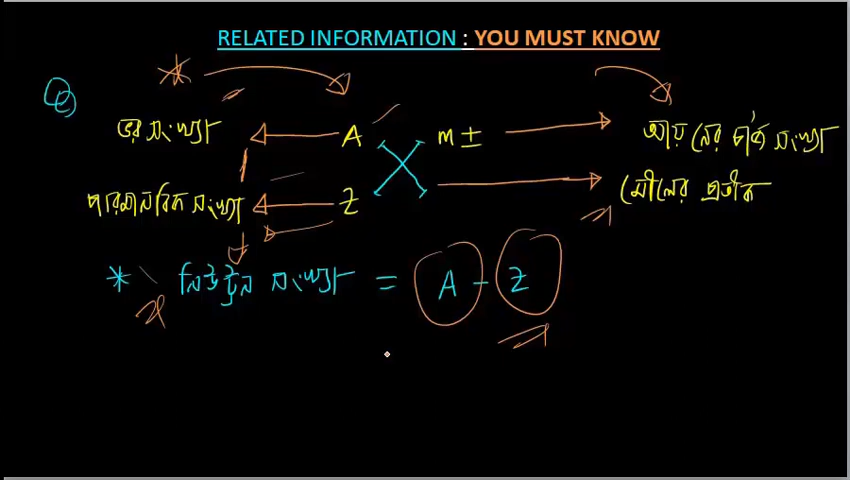 RELATED INFORMATION : YOU MUST KNOW
ভর সংখ্যা A m± আয়নের চার্জ সংখ্যা
পারমানবিক সংখ্যা Z X মৌলের প্রতীক
* নিউট্রন সংখ্যা = A - Z